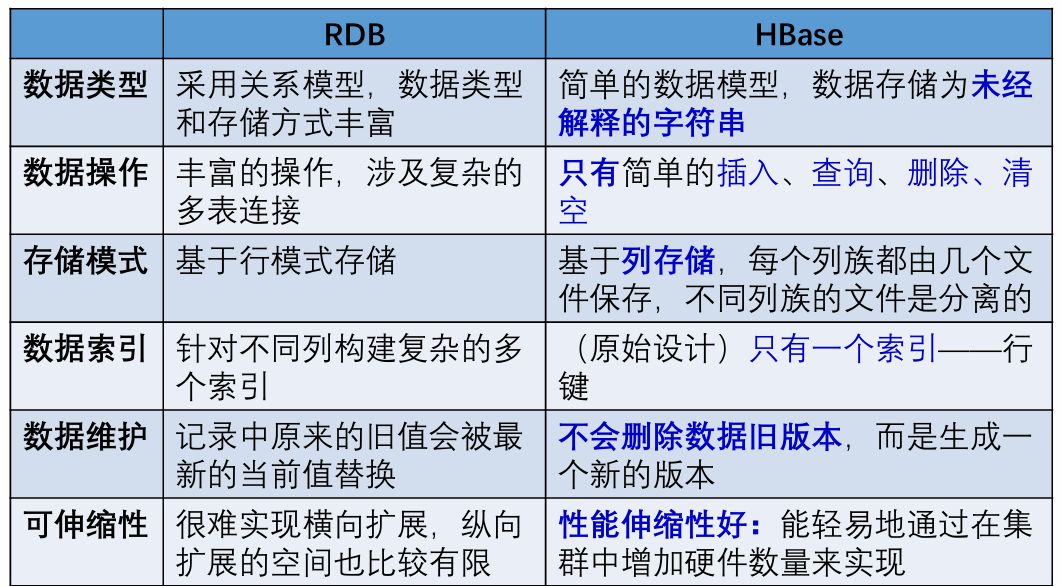 RDB HBase
数据类型 采用关系模型，数据类型和存储方式丰富 简单的数据模型，数据存储为未经解释的字符串
数据操作 丰富的操作，涉及复杂的多表连接 只有简单的插入、查询、删除、清空
存储模式 基于行模式存储 基于列存储，每个列族都由几个文件保存，不同列族的文件是分离的
数据索引 针对不同列构建复杂的多个索引 （原始设计）只有一个索引——行键
数据维护 记录中原来的旧值会被最新的当前值替换 不会删除数据旧版本，而是生成一个新的版本
可伸缩性 很难实现横向扩展，纵向扩展的空间也比较有限 性能伸缩性好：能轻易地通过在集群中增加硬件数量来实现